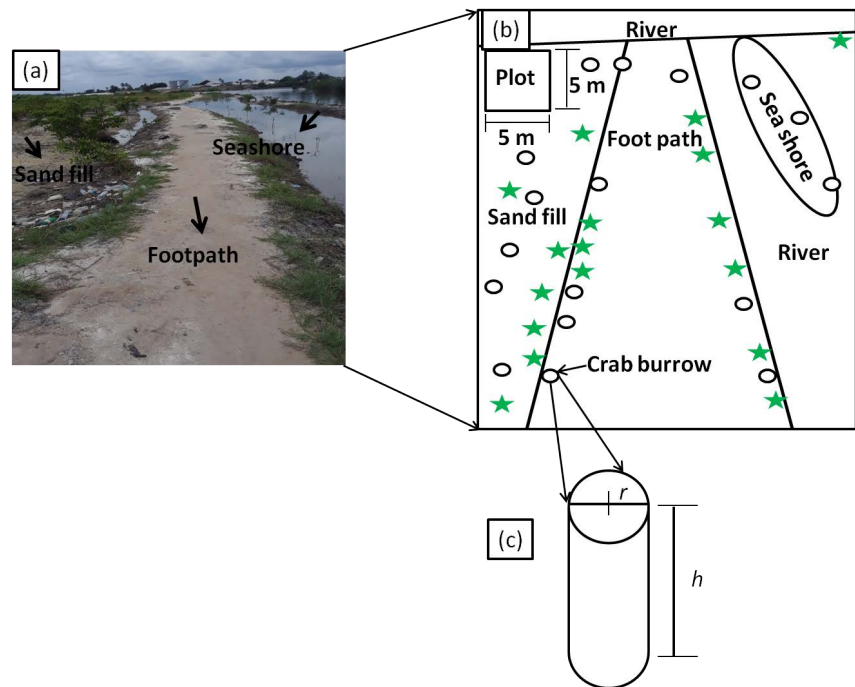 (a)
Seashore
Sand fill
Footpath
(b)
River
Plot
5 m
5 m
Foot path
Sea shore
Sand fill
River
Crab burrow
(c)
r
h